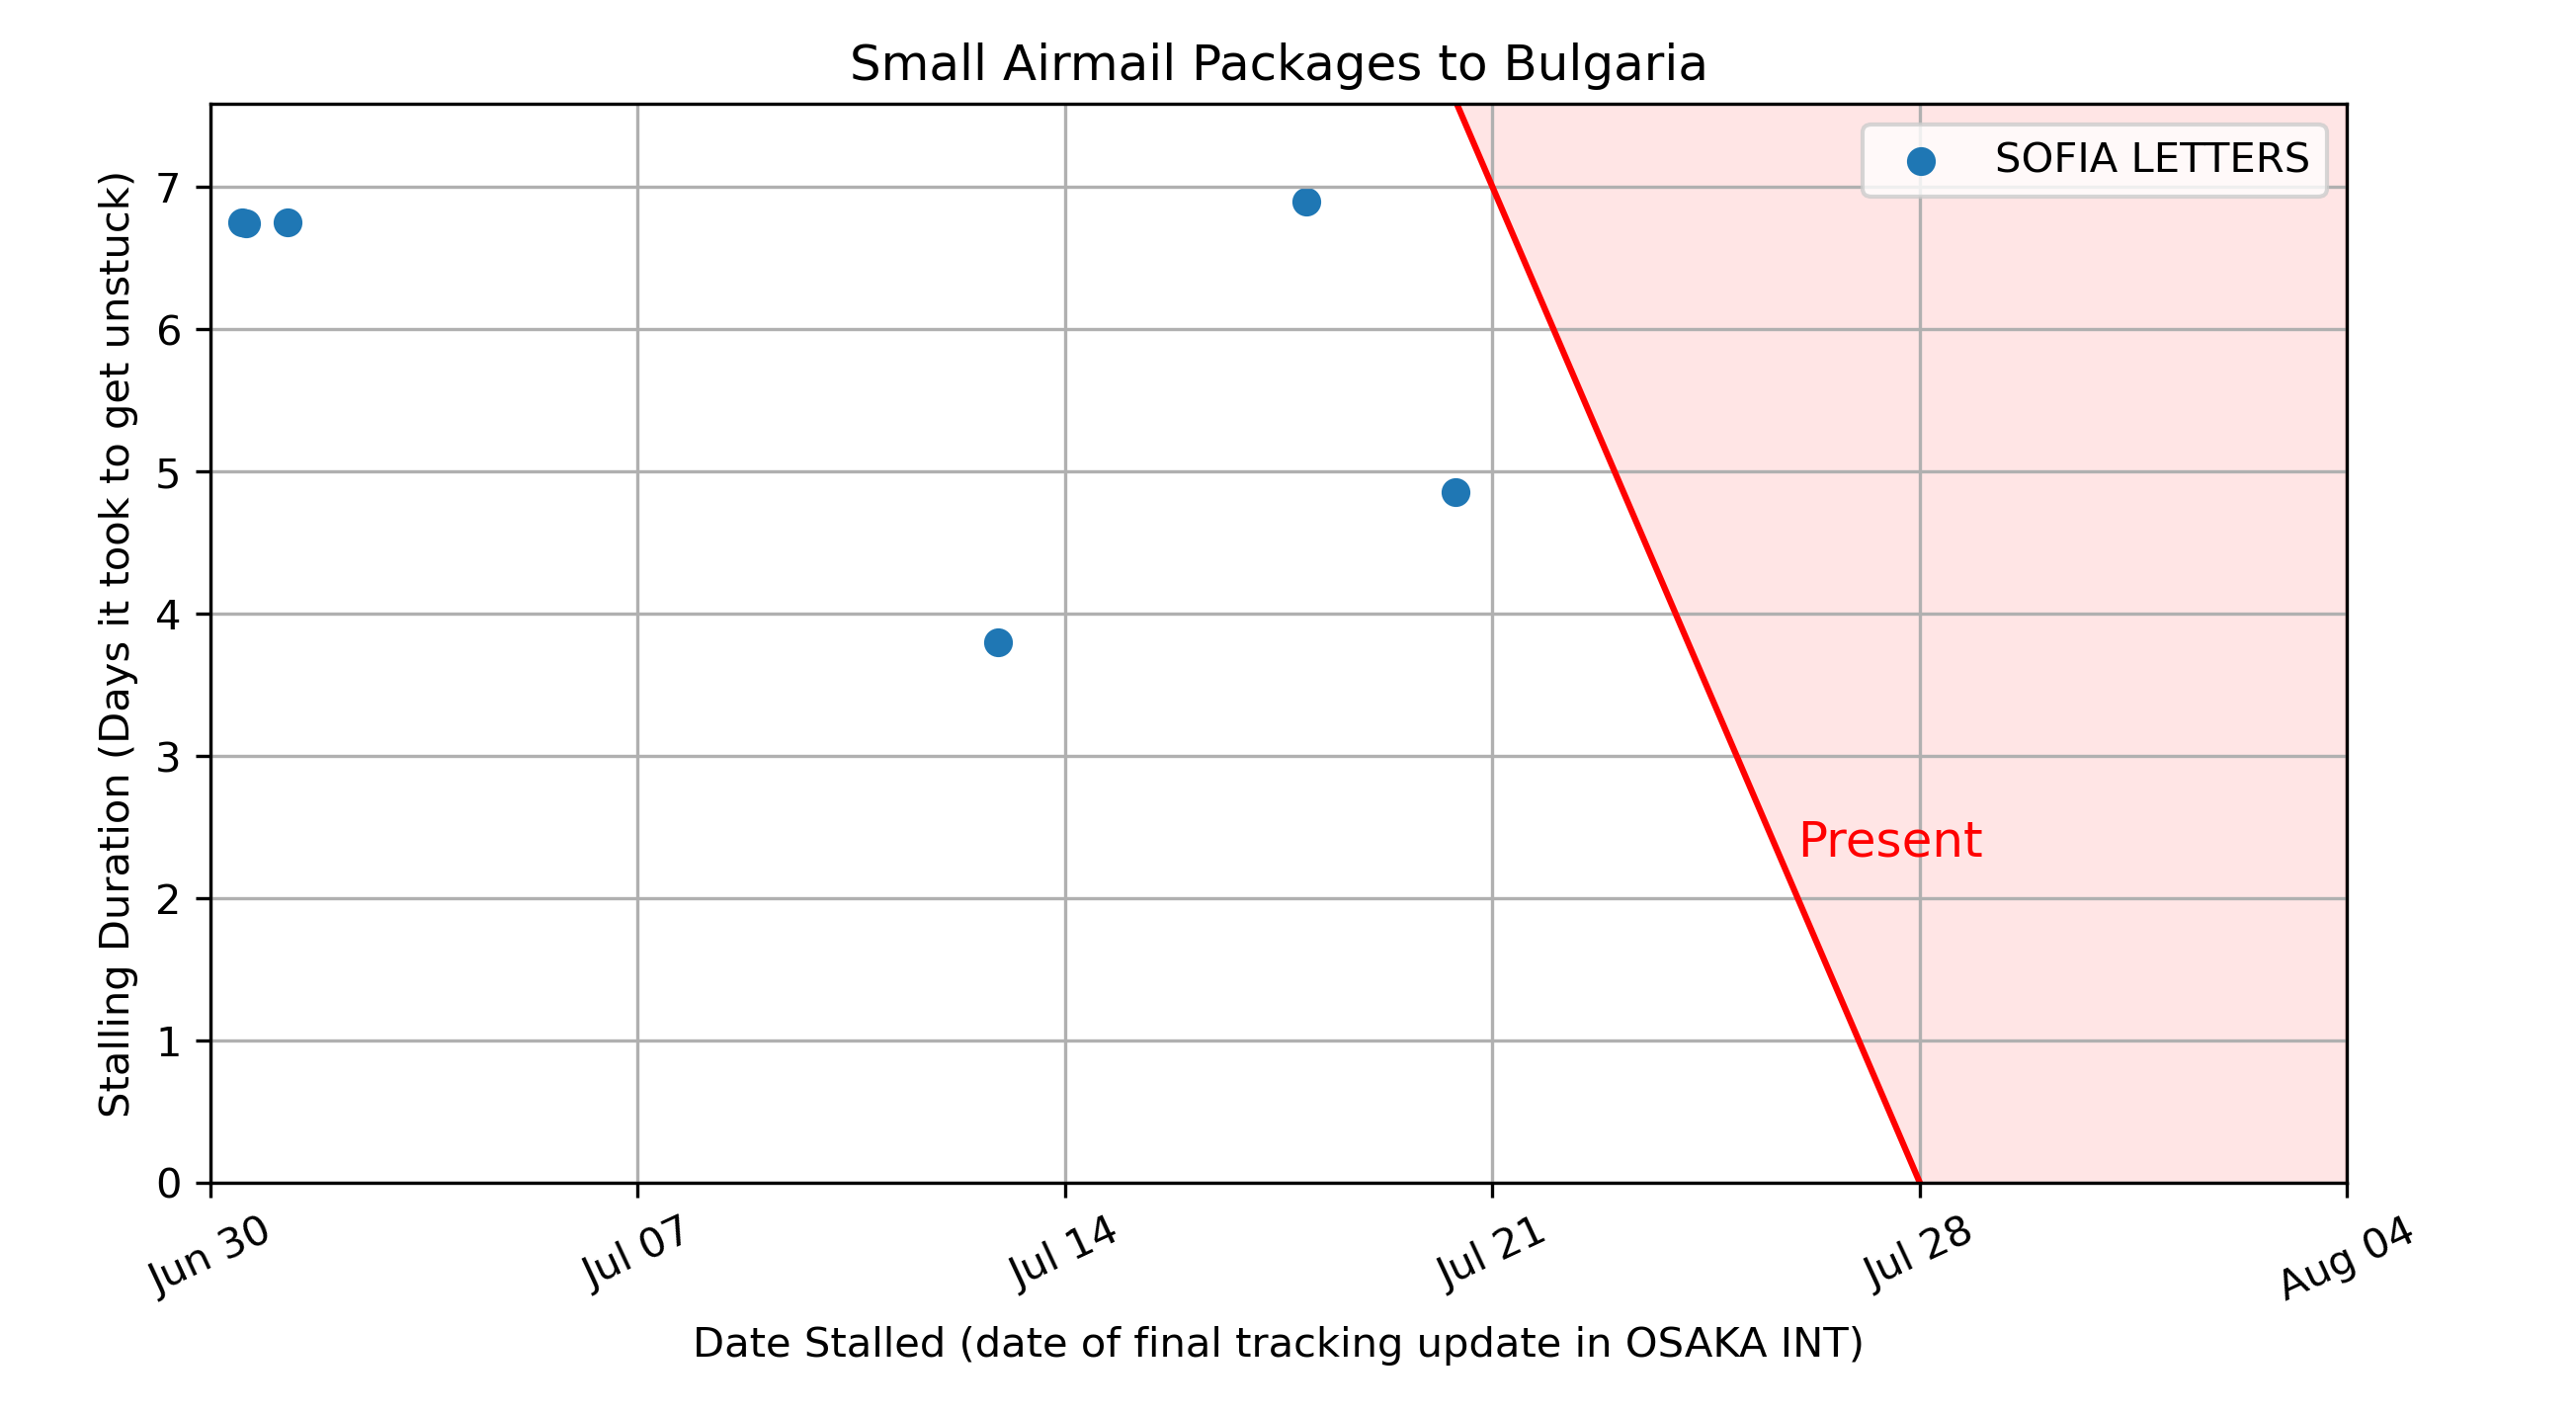 Small Airmail Packages to Bulgaria
SOFIA LETTERS
Stalling Duration (Days it took to get unstuck)
7
6
5
4
3
2
1
0
Present
Jun 30
Jul 07
Jul 14
Jul 21
Jul 28
Aug 04
Date Stalled (date of final tracking update in OSAKA INT)